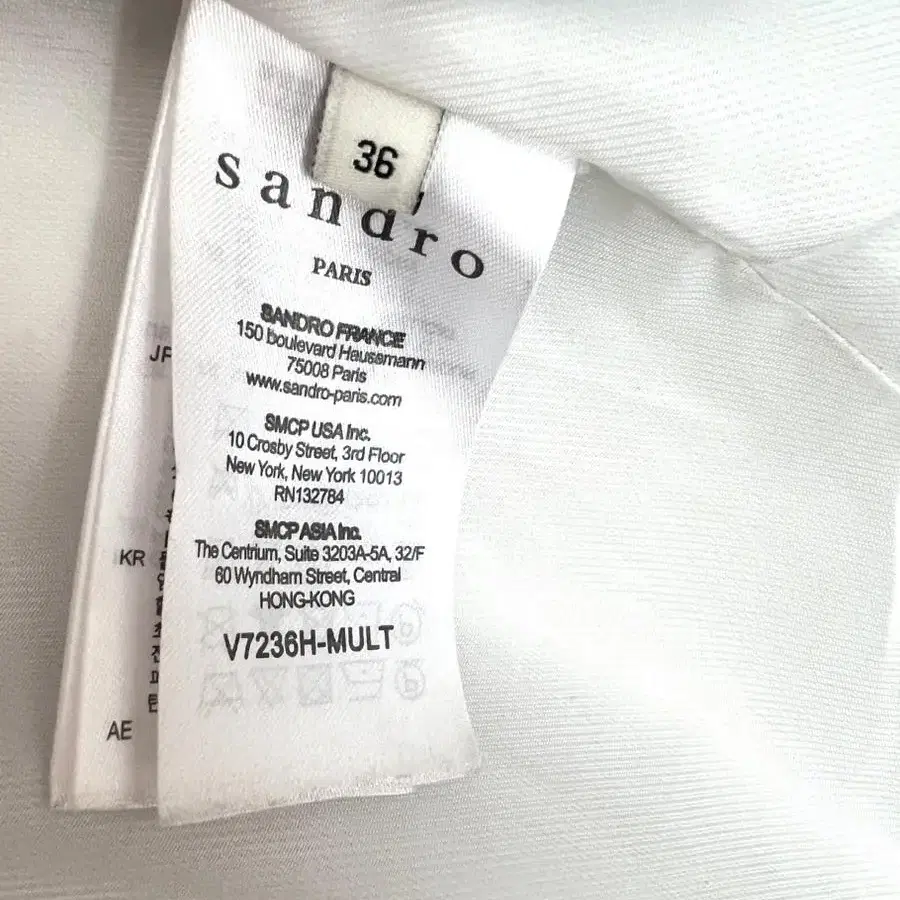 36
sandro
PARIS
SANDRO FRANCE
150 boulevard Haussmann
75008 Paris
www.sandro-paris.com
SMCP USA Inc.
10 Crosby Street, 3rd Floor
New York, New York 10013
RN132784
SMCP ASIA Inc.
The Centrium, Suite 3203A-5A, 32/F
60 Wyndham Street, Central
HONG-KONG
V7236H-MULT
KR
AE